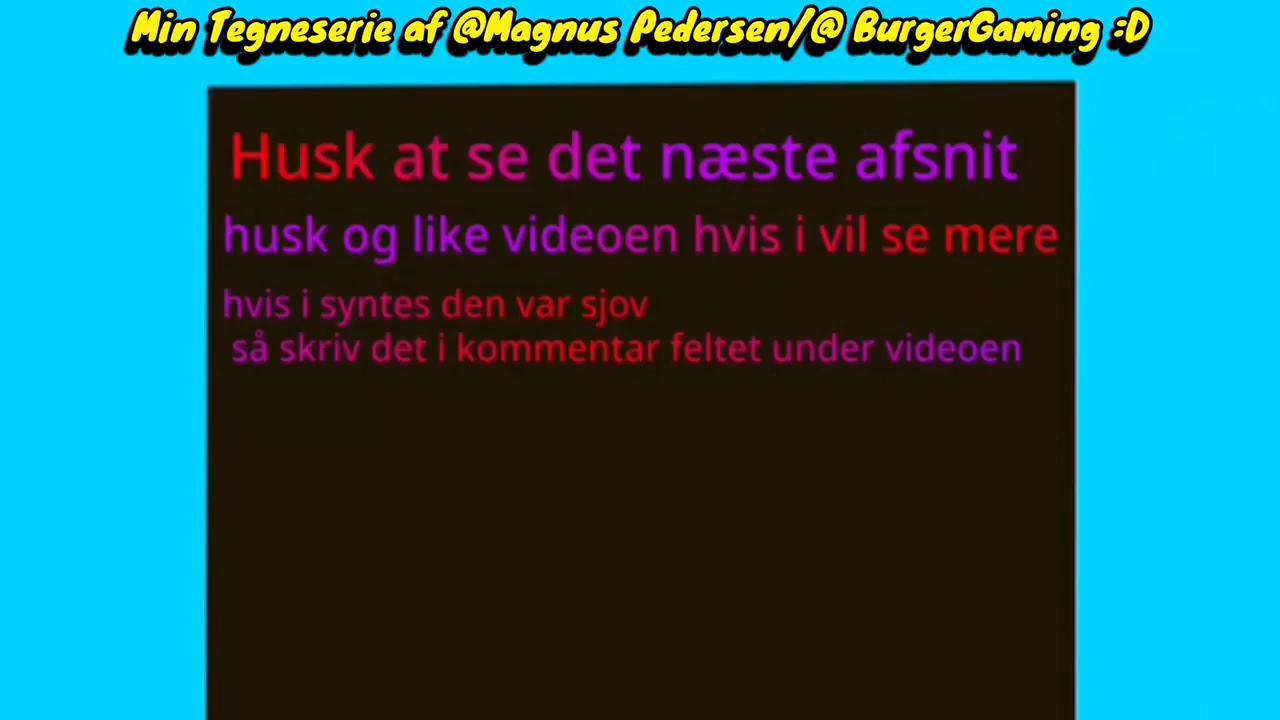 Min Tegneserie af @Magnus Pedersen/@ BurgerGaming :D
Husk at se det næste afsnit
husk og like videoen hvis i vil se mere
hvis i syntes den var sjov
så skriv det i kommentar feltet under videoen